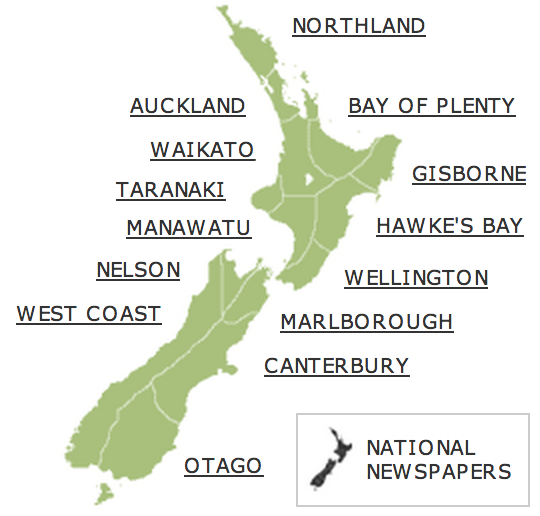 NORTHLAND
AUCKLAND
BAY OF PLENTY
WAIKATO
GISBORNE
TARANAKI
HAWKE'S BAY
MANAWATU
NELSON
WELLINGTON
WEST COAST
MARLBOROUGH
CANTERBURY
OTAGO
NATIONAL
NEWSPAPERS